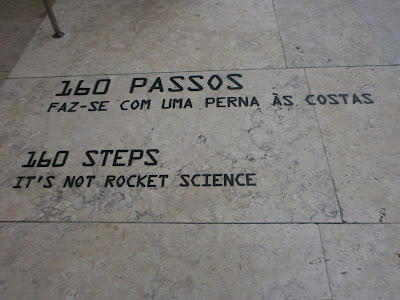 160 PASSOS
FAZ-SE COM UMA PERNA ÀS COSTAS
160 STEPS
IT'S NOT ROCKET SCIENCE